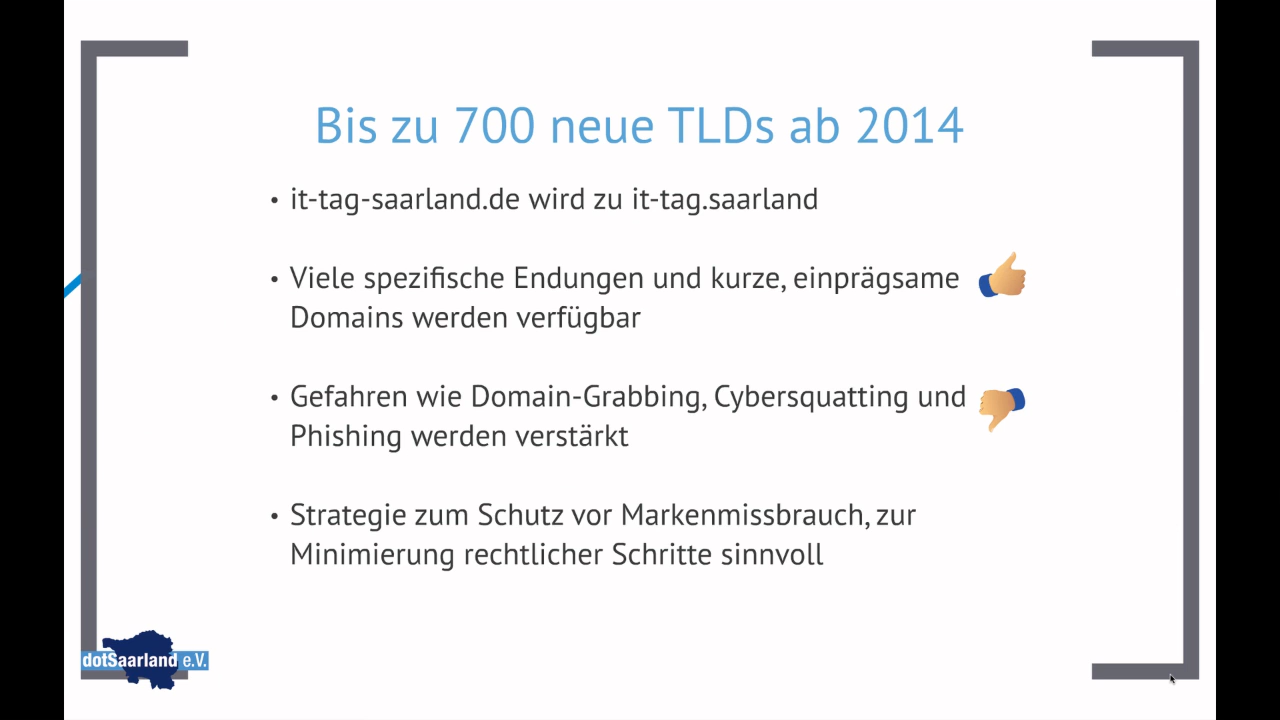 Bis zu 700 neue TLDs ab 2014
• it-tag-saarland.de wird zu it-tag.saarland
• Viele spezifische Endungen und kurze, einprägsame
Domains werden verfügbar
• Gefahren wie Domain-Grabbing, Cybersquatting und
Phishing werden verstärkt
• Strategie zum Schutz vor Markenmissbrauch, zur
Minimierung rechtlicher Schritte sinnvoll
dotSaarland e.V.